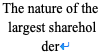 The nature of the
largest sharehol
der↵